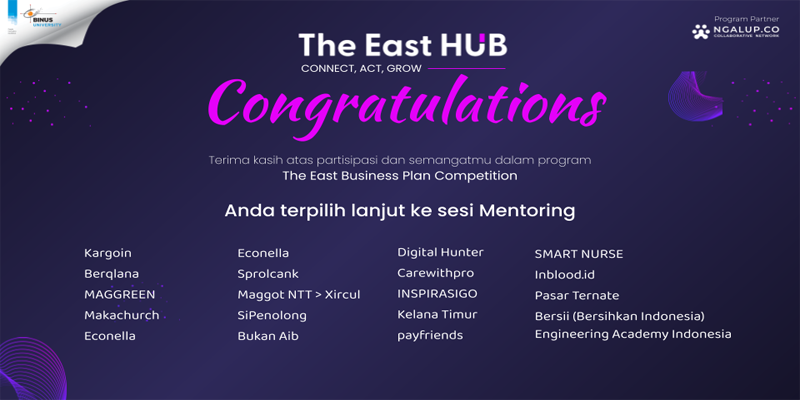 BINUS
UNIVERSITY
Program Partner
NGALUP.CO
COLLABORATIVE NETWORK
The East HUB
CONNECT, ACT, GROW
Congratulations
Terima kasih atas partisipasi dan semangatmu dalam program
The East Business Plan Competition
Anda terpilih lanjut ke sesi Mentoring
Kargoin
Berqlana
MAGGREEN
Makachurch
Econella
Econella
Sprolcank
Maggot NTT > Xircul
SiPenolong
Bukan Aib
Digital Hunter
Carewithpro
INSPIRASIGO
Kelana Timur
payfriends
SMART NURSE
Inblood.id
Pasar Ternate
Bersii (Bersihkan Indonesia)
Engineering Academy Indonesia